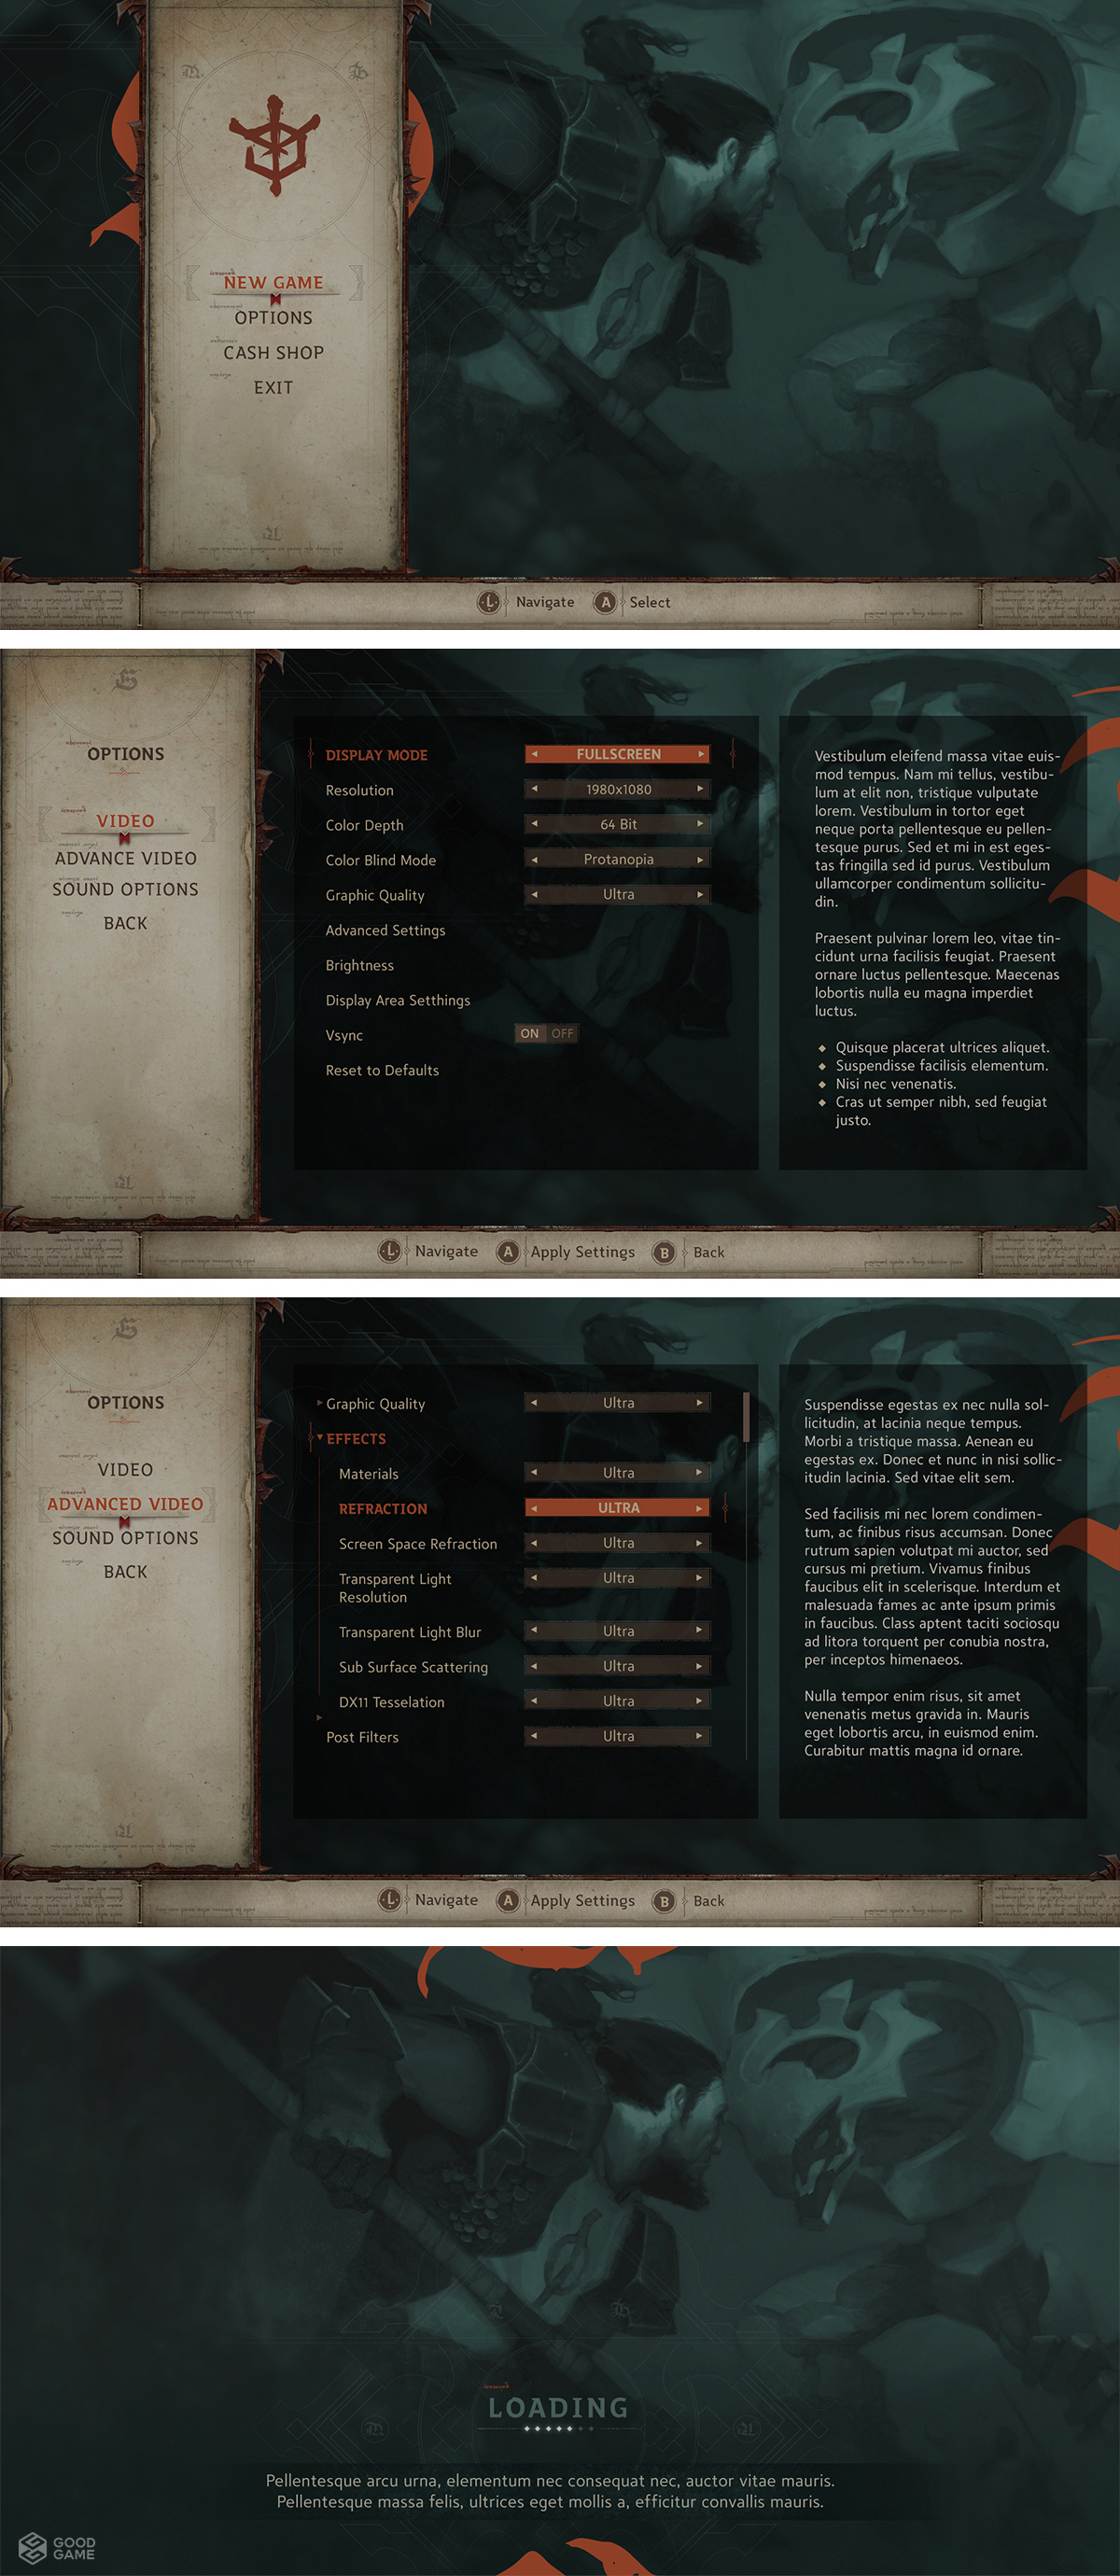 NEW GAME
OPTIONS
CASH SHOP
EXIT
L Navigate A Select
OPTIONS
VIDEO
ADVANCE VIDEO
SOUND OPTIONS
BACK
DISPLAY MODE FULLSCREEN
Resolution 1980x1080
Color Depth 64 Bit
Color Blind Mode Protanopia
Graphic Quality Ultra
Advanced Settings
Brightness
Display Area Setthings
Vsync ON OFF
Reset to Defaults
Vestibulum eleifend massa vitae euis-
mod tempus. Nam mi tellus, vestibu-
lum at elit non, tristique vulputate
lorem. Vestibulum in tortor eget
neque porta pellentesque eu pellen-
tesque purus. Sed et mi in est eges-
tas fringilla sed id purus. Vestibulum
ullamcorper condimentum sollicitu-
din.
Praesent pulvinar lorem leo, vitae tin-
cidunt urna facilisis feugiat. Praesent
ornare luctus pellentesque. Maecenas
lobortis nulla eu magna imperdiet
luctus.
Quisque placerat ultrices aliquet.
Suspendisse facilisis elementum.
Nisi nec venenatis.
Cras ut semper nibh, sed feugiat
justo.
L Navigate A Apply Settings B Back
OPTIONS
VIDEO
ADVANCED VIDEO
SOUND OPTIONS
BACK
Graphic Quality Ultra
EFFECTS
Materials Ultra
REFRACTION ULTRA
Screen Space Refraction Ultra
Transparent Light Ultra
Resolution
Transparent Light Blur Ultra
Sub Surface Scattering Ultra
DX11 Tesselation Ultra
Post Filters Ultra
Suspendisse egestas ex nec nulla sol-
licitudin, at lacinia neque tempus.
Morbi a tristique massa. Aenean eu
egestas ex. Donec et nunc in nisi sollic-
itudin lacinia. Sed vitae elit sem.
Sed facilisis mi nec lorem condimen-
tum, ac finibus risus accumsan. Donec
rutrum sapien volutpat mi auctor, sed
cursus mi pretium. Vivamus finibus
faucibus elit in scelerisque. Interdum et
malesuada fames ac ante ipsum primis
in faucibus. Class aptent taciti sociosqu
ad litora torquent per conubia nostra,
per inceptos himenaeos.
Nulla tempor enim risus, sit amet
venenatis metus gravida in. Mauris
eget lobortis arcu, in euismod enim.
Curabitur mattis magna id ornare.
L Navigate A Apply Settings B Back
LOADING
Pellentesque arcu urna, elementum nec consequat nec, auctor vitae mauris.
Pellentesque massa felis, ultrices eget mollis a, efficitur convallis mauris.
GOOD
GAME